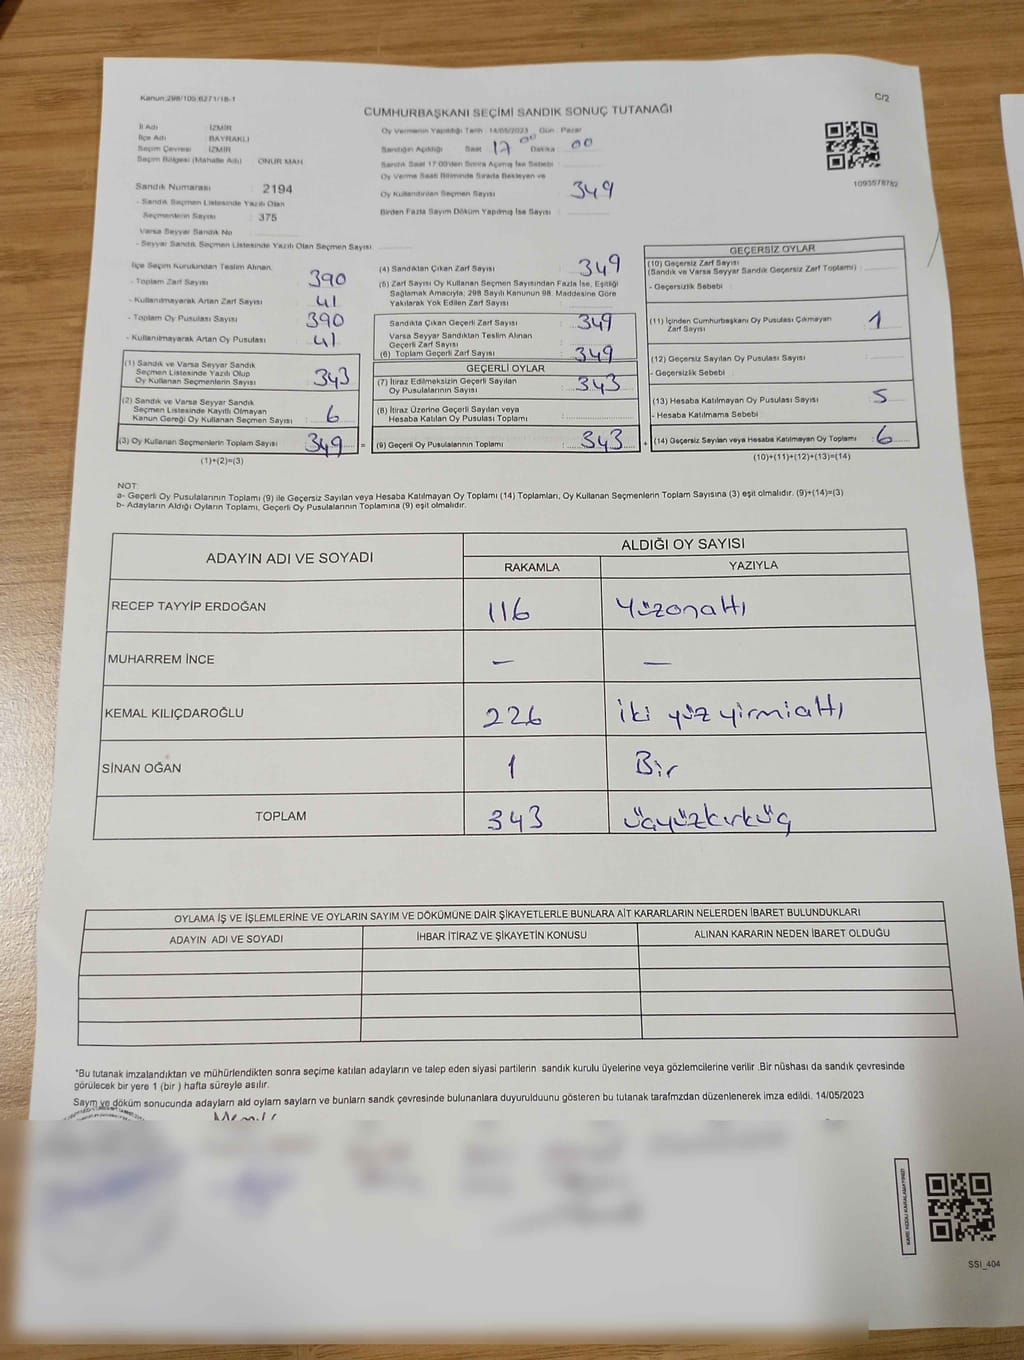 Kanun:298/105:6271/18-1
C/2
CUMHURBAŞKANI SEÇİMİ SANDIK SONUÇ TUTANAĞI
İl Adı : İZMİR
İlçe Adı : BAYRAKLI
Seçim Çevresi : İZMİR
Seçim Bölgesi (Mahalle Adı) ONUR MAH.
Sandık Numarası : 2194
- Sandık Seçmen Listesinde Yazılı Olan
Seçmenlerin Sayısı : 375
Varsa Seyyar Sandık No
- Seyyar Sandık Seçmen Listesinde Yazılı Olan Seçmen Sayısı:
Oy Vermenin Yapıldığı Tarih : 14/05/2023 Gün : Pazar
Sandığın Açıldığı Saat : 17 00 Dakika : 00
Sandık Saat 17:00'den Sonra Açılmış İse Sebebi :
Oy Verme Saati Bitiminde Sırada Bekleyen ve
Oy Kullandırılan Seçmen Sayısı 349
Birden Fazla Sayım Döküm Yapılmış İse Sayısı :
1093578782
İlçe Seçim Kurulundan Teslim Alınan:
- Toplam Zarf Sayısı : 390
- Kullanılmayarak Artan Zarf Sayısı : 41
- Toplam Oy Pusulası Sayısı : 390
- Kullanılmayarak Artan Oy Pusulası : 41
(1) Sandık ve Varsa Seyyar Sandık
Seçmen Listesinde Yazılı Olup
Oy Kullanan Seçmenlerin Sayısı : 343
(2) Sandık ve Varsa Seyyar Sandık
Seçmen Listesinde Kayıtlı Olmayan
Kanun Gereği Oy Kullanan Seçmen Sayısı : 6
(3) Oy Kullanan Seçmenlerin Toplam Sayısı : 349 =
(1)+(2)=(3)
(4) Sandıktan Çıkan Zarf Sayısı : 349
(5) Zarf Sayısı Oy Kullanan Seçmen Sayısından Fazla İse, Eşitliği
Sağlamak Amacıyla, 298 Sayılı Kanunun 98. Maddesine Göre
Yakılarak Yok Edilen Zarf Sayısı :
Sandıkta Çıkan Geçerli Zarf Sayısı : 349
Varsa Seyyar Sandıktan Teslim Alınan
Geçerli Zarf Sayısı
(6) Toplam Geçerli Zarf Sayısı : 349
GEÇERLİ OYLAR
(7) İtiraz Edilmeksizin Geçerli Sayılan
Oy Pusulalarının Sayısı : 343
(8) İtiraz Üzerine Geçerli Sayılan veya
Hesaba Katılan Oy Pusulası Toplamı :
(9) Geçerli Oy Pusulalarının Toplamı : 343 +
GEÇERSİZ OYLAR
(10) Geçersiz Zarf Sayısı
(Sandık ve Varsa Seyyar Sandık Geçersiz Zarf Toplamı) :
- Geçersizlik Sebebi :
(11) İçinden Cumhurbaşkanı Oy Pusulası Çıkmayan
Zarf Sayısı : 1
(12) Geçersiz Sayılan Oy Pusulası Sayısı :
- Geçersizlik Sebebi :
(13) Hesaba Katılmayan Oy Pusulası Sayısı : 5
- Hesaba Katılmama Sebebi :
(14) Geçersiz Sayılan veya Hesaba Katılmayan Oy Toplamı : 6
(10)+(11)+(12)+(13)=(14)
NOT:
a- Geçerli Oy Pusulalarının Toplamı (9) ile Geçersiz Sayılan veya Hesaba Katılmayan Oy Toplamı (14) Toplamları, Oy Kullanan Seçmenlerin Toplam Sayısına (3) eşit olmalıdır. (9)+(14)=(3)
b- Adayların Aldığı Oyların Toplamı, Geçerli Oy Pusulalarının Toplamına (9) eşit olmalıdır.
ADAYIN ADI VE SOYADI ALDIĞI OY SAYISI
RAKAMLA YAZIYLA
RECEP TAYYİP ERDOĞAN 116 Yüzonaltı
MUHARREM İNCE – —
KEMAL KILIÇDAROĞLU 226 iki yüz yirmialtı
SİNAN OĞAN 1 Bir
TOPLAM 343 üçyüzkırküç
OYLAMA İŞ VE İŞLEMLERİNE VE OYLARIN SAYIM VE DÖKÜMÜNE DAİR ŞİKAYETLERLE BUNLARA AİT KARARLARIN NELERDEN İBARET BULUNDUKLARI
ADAYIN ADI VE SOYADI İHBAR İTİRAZ VE ŞİKAYETİN KONUSU ALINAN KARARIN NEDEN İBARET OLDUĞU
*Bu tutanak imzalandıktan ve mühürlendikten sonra seçime katılan adayların ve talep eden siyasi partilerin sandık kurulu üyelerine veya gözlemcilerine verilir .Bir nüshası da sandık çevresinde
görülecek bir yere 1 (bir ) hafta süreyle asılır.
Saym ve döküm sonucunda adaylarn ald oylarn saylarn ve bunlarn sandk çevresinde bulunanlara duyurulduunu gösteren bu tutanak tarafmzdan düzenlenerek imza edildi. 14/05/2023
KARE KODU KARALAMAYINIZ!
SSI_404